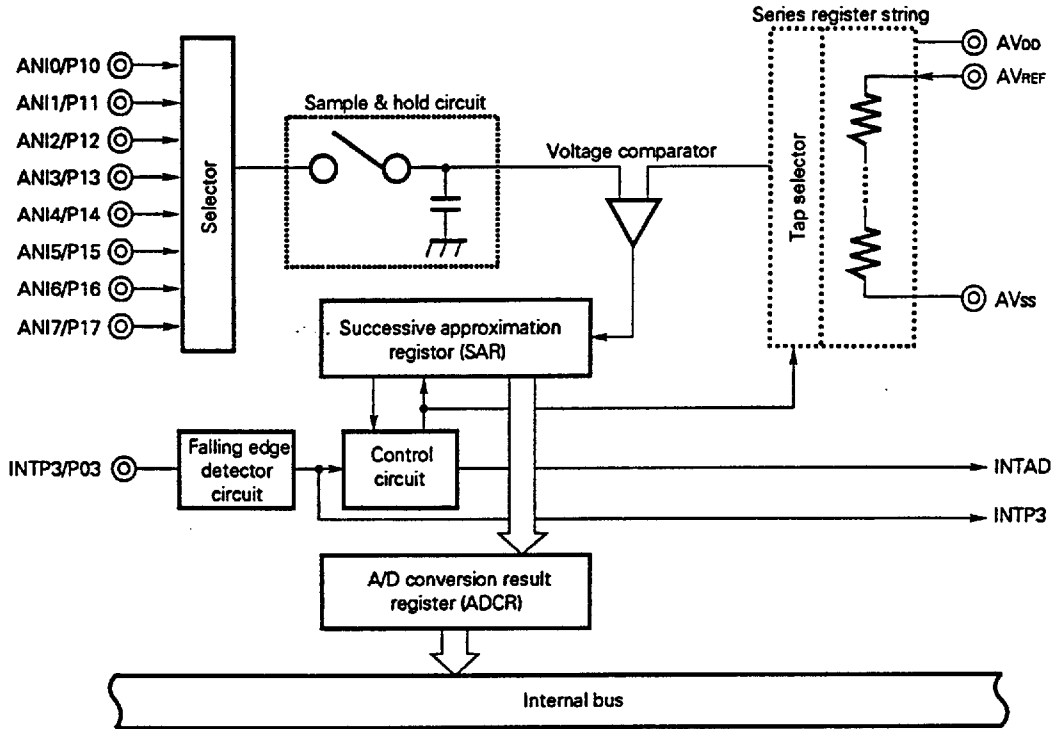 Series register string
ANI0/P10
ANI1/P11
ANI2/P12
ANI3/P13
ANI4/P14
ANI5/P15
ANI6/P16
ANI7/P17
Selector
Sample & hold circuit
Voltage comparator
Tap selector
AVDD
AVREF
AVSS
Successive approximation
registor (SAR)
INTP3/P03
Falling edge
detector
circuit
Control
circuit
INTAD
INTP3
A/D conversion result
register (ADCR)
Internal bus